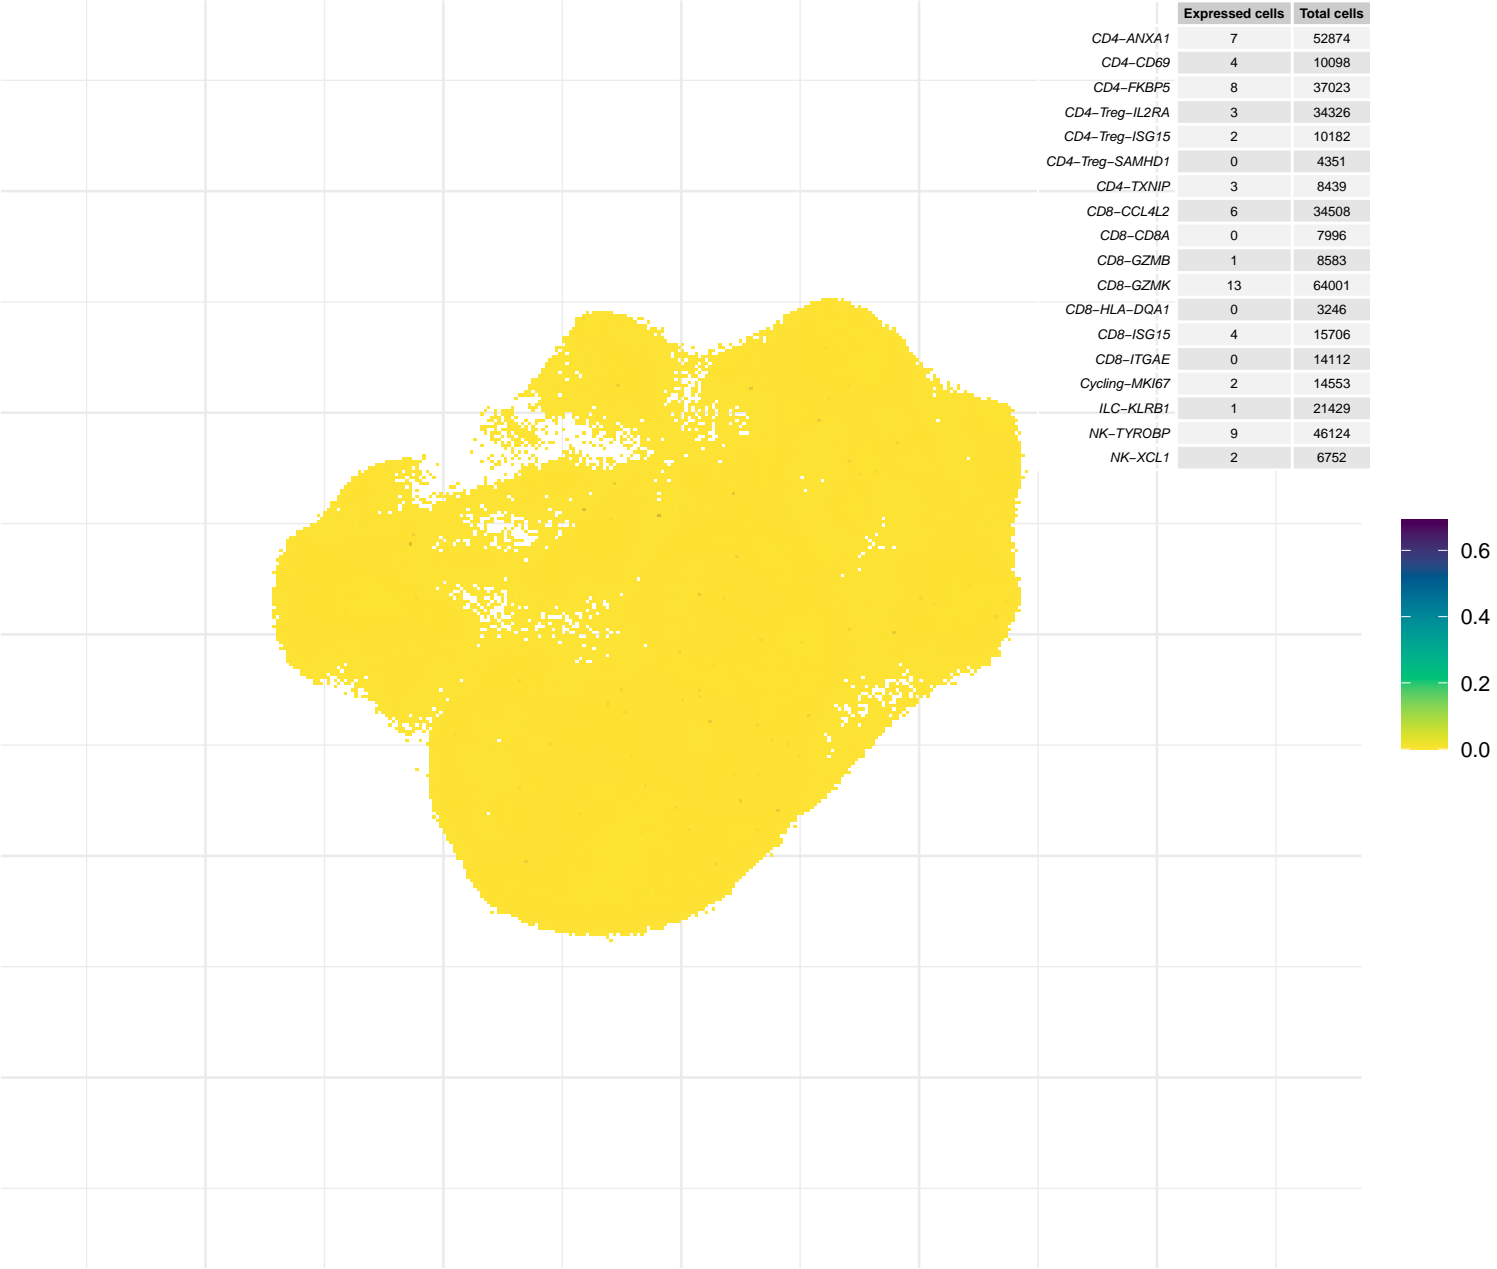 Expressed cells Total cells
CD4−ANXA1 7 52874
CD4−CD69 4 10098
CD4−FKBP5 8 37023
CD4−Treg−IL2RA 3 34326
CD4−Treg−ISG15 2 10182
CD4−Treg−SAMHD1 0 4351
CD4−TXNIP 3 8439
CD8−CCL4L2 6 34508
CD8−CD8A 0 7996
CD8−GZMB 1 8583
CD8−GZMK 13 64001
CD8−HLA−DQA1 0 3246
CD8−ISG15 4 15706
CD8−ITGAE 0 14112
Cycling−MKI67 2 14553
ILC−KLRB1 1 21429
NK−TYROBP 9 46124
NK−XCL1 2 6752
0.6
0.4
0.2
0.0